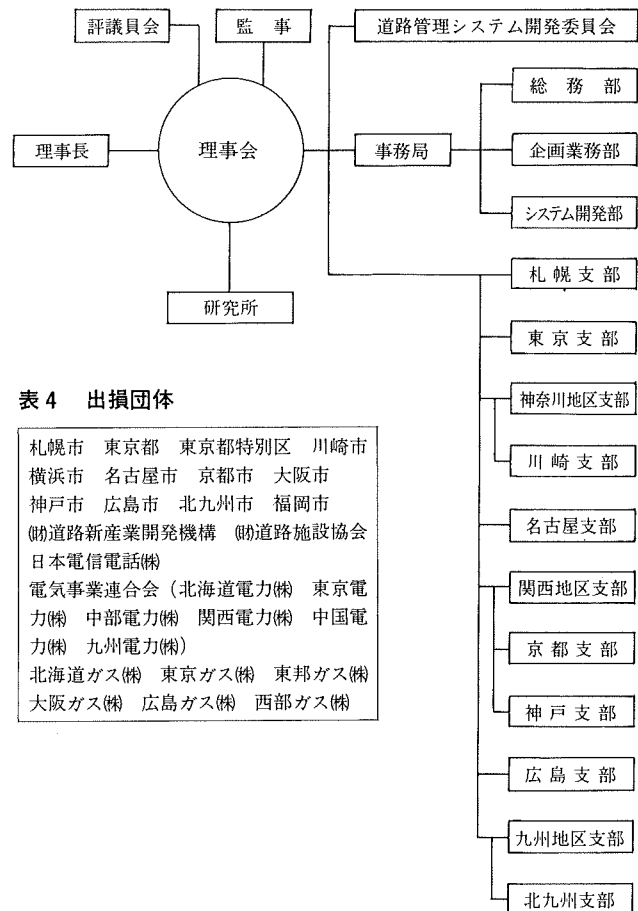 評議員会
監事
道路管理システム開発委員会
総務部
理事長
理事会
事務局
企画業務部
システム開発部
研究所
札幌支部
東京支部
神奈川地区支部
川崎支部
名古屋支部
関西地区支部
京都支部
神戸支部
広島支部
九州地区支部
北九州支部
表4 出損団体
札幌市 東京都 東京都特別区 川崎市
横浜市 名古屋市 京都市 大阪市
神戸市 広島市 北九州市 福岡市
㈶道路新産業開発機構 ㈶道路施設協会
日本電信電話㈱
電気事業連合会（北海道電力㈱ 東京電
力㈱ 中部電力㈱ 関西電力㈱ 中国電
力㈱ 九州電力㈱）
北海道ガス㈱ 東京ガス㈱ 東邦ガス㈱
大阪ガス㈱ 広島ガス㈱ 西部ガス㈱